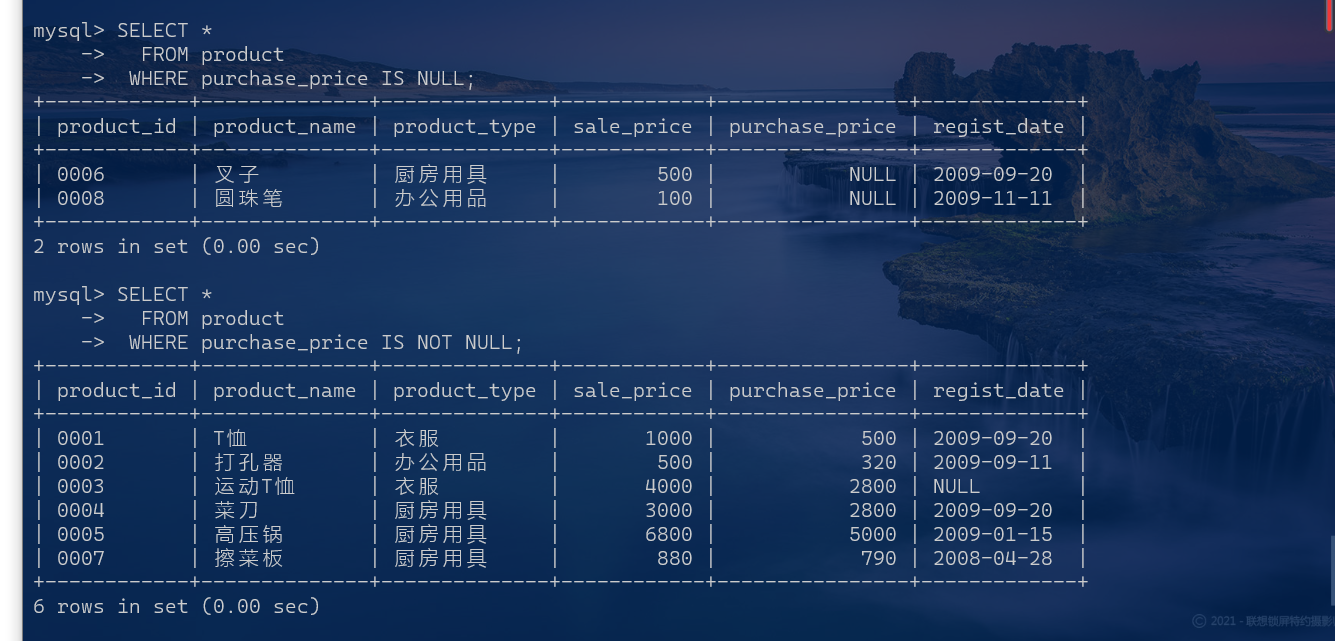 mysql> SELECT *
    ->   FROM product
    ->  WHERE purchase_price IS NULL;
+------------+--------------+--------------+------------+----------------+-------------+
| product_id | product_name | product_type | sale_price | purchase_price | regist_date |
+------------+--------------+--------------+------------+----------------+-------------+
| 0006       | 叉子         | 厨房用具     |        500 |           NULL | 2009-09-20  |
| 0008       | 圆珠笔       | 办公用品     |        100 |           NULL | 2009-11-11  |
+------------+--------------+--------------+------------+----------------+-------------+
2 rows in set (0.00 sec)
mysql> SELECT *
    ->   FROM product
    ->  WHERE purchase_price IS NOT NULL;
+------------+--------------+--------------+------------+----------------+-------------+
| product_id | product_name | product_type | sale_price | purchase_price | regist_date |
+------------+--------------+--------------+------------+----------------+-------------+
| 0001       | T恤          | 衣服         |       1000 |            500 | 2009-09-20  |
| 0002       | 打孔器       | 办公用品     |        500 |            320 | 2009-09-11  |
| 0003       | 运动T恤      | 衣服         |       4000 |           2800 | NULL        |
| 0004       | 菜刀         | 厨房用具     |       3000 |           2800 | 2009-09-20  |
| 0005       | 高压锅       | 厨房用具     |       6800 |           5000 | 2009-01-15  |
| 0007       | 擦菜板       | 厨房用具     |        880 |            790 | 2008-04-28  |
+------------+--------------+--------------+------------+----------------+-------------+
6 rows in set (0.00 sec)
© 2021 - 联想锁屏特约摄影